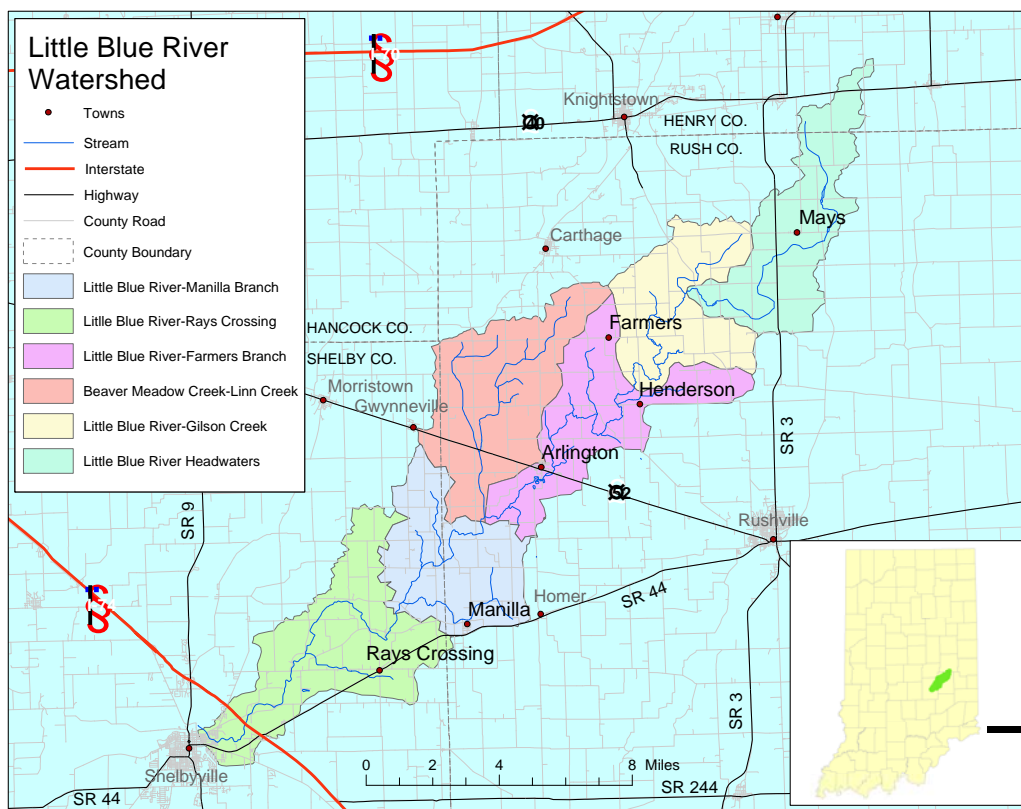 Little Blue River
Watershed
Towns
Stream
Interstate
Highway
County Road
County Boundary
Little Blue River-Manilla Branch
Litlle Blue River-Rays Crossing
Little Blue River-Farmers Branch
Beaver Meadow Creek-Linn Creek
Little Blue River-Gilson Creek
Little Blue River Headwaters
Knightstown
HENRY CO.
RUSH CO.
Mays
Carthage
HANCOCK CO.
SHELBY CO.
Farmers
Morristown
Gwynneville
Henderson
SR 3
Arlington
52
SR 9
Rushville
Homer
SR 44
Manilla
Rays Crossing
SR 3
Shelbyville
0 2 4 8 Miles
SR 44
SR 244